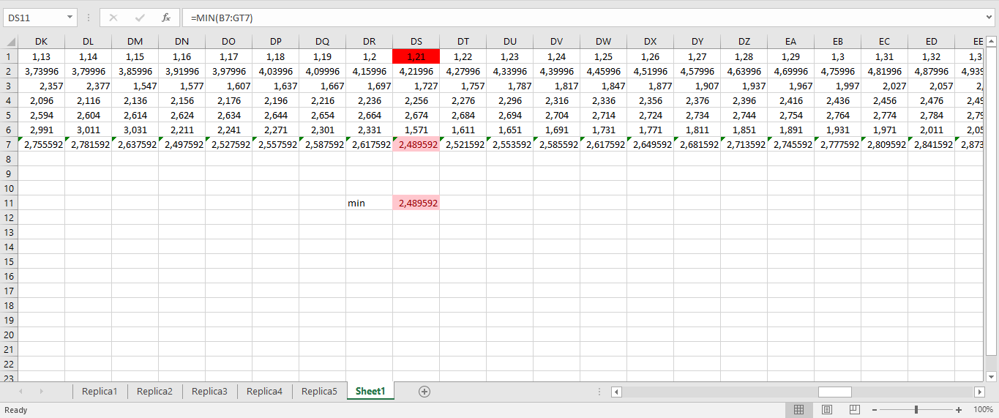 DS11 fx =MIN(B7:GT7)
DK DL DM DN DO DP DQ DR DS DT DU DV DW DX DY DZ EA EB EC ED EE
1 1,13 1,14 1,15 1,16 1,17 1,18 1,19 1,2 1,21 1,22 1,23 1,24 1,25 1,26 1,27 1,28 1,29 1,3 1,31 1,32 1,3
2 3,73996 3,79996 3,85996 3,91996 3,97996 4,03996 4,09996 4,15996 4,21996 4,27996 4,33996 4,39996 4,45996 4,51996 4,57996 4,63996 4,69996 4,75996 4,81996 4,87996 4,939
3 2,357 2,377 1,547 1,577 1,607 1,637 1,667 1,697 1,727 1,757 1,787 1,817 1,847 1,877 1,907 1,937 1,967 1,997 2,027 2,057 2,
4 2,096 2,116 2,136 2,156 2,176 2,196 2,216 2,236 2,256 2,276 2,296 2,316 2,336 2,356 2,376 2,396 2,416 2,436 2,456 2,476 2,49
5 2,594 2,604 2,614 2,624 2,634 2,644 2,654 2,664 2,674 2,684 2,694 2,704 2,714 2,724 2,734 2,744 2,754 2,764 2,774 2,784 2,79
6 2,991 3,011 3,031 2,211 2,241 2,271 2,301 2,331 1,571 1,611 1,651 1,691 1,731 1,771 1,811 1,851 1,891 1,931 1,971 2,011 2,05
7 2,755592 2,781592 2,637592 2,497592 2,527592 2,557592 2,587592 2,617592 2,489592 2,521592 2,553592 2,585592 2,617592 2,649592 2,681592 2,713592 2,745592 2,777592 2,809592 2,841592 2,873
8
9
10
11 min 2,489592
12
13
14
15
16
17
18
19
20
21
22
23
Replica1 Replica2 Replica3 Replica4 Replica5 Sheet1
Ready 100%